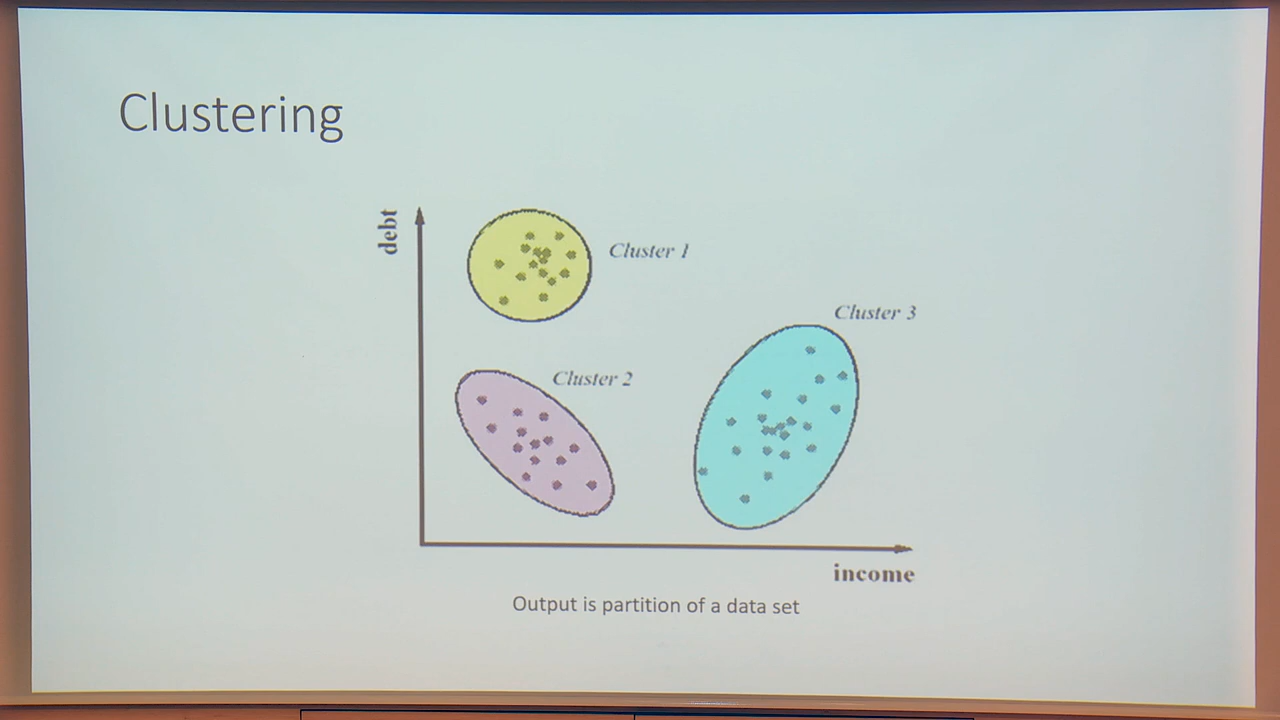 Clustering
debt
Cluster 1
Cluster 3
Cluster 2
income
Output is partition of a data set